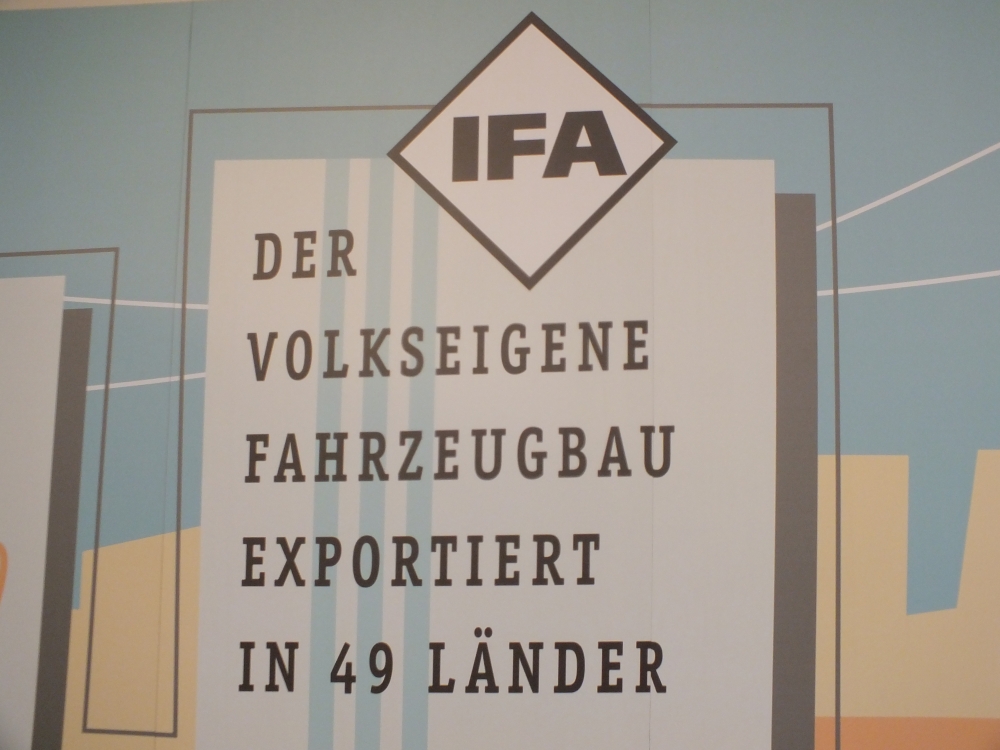 IFA
DER
VOLKSEIGENE
FAHRZEUGBAU
EXPORTIERT
IN 49 LÄNDER